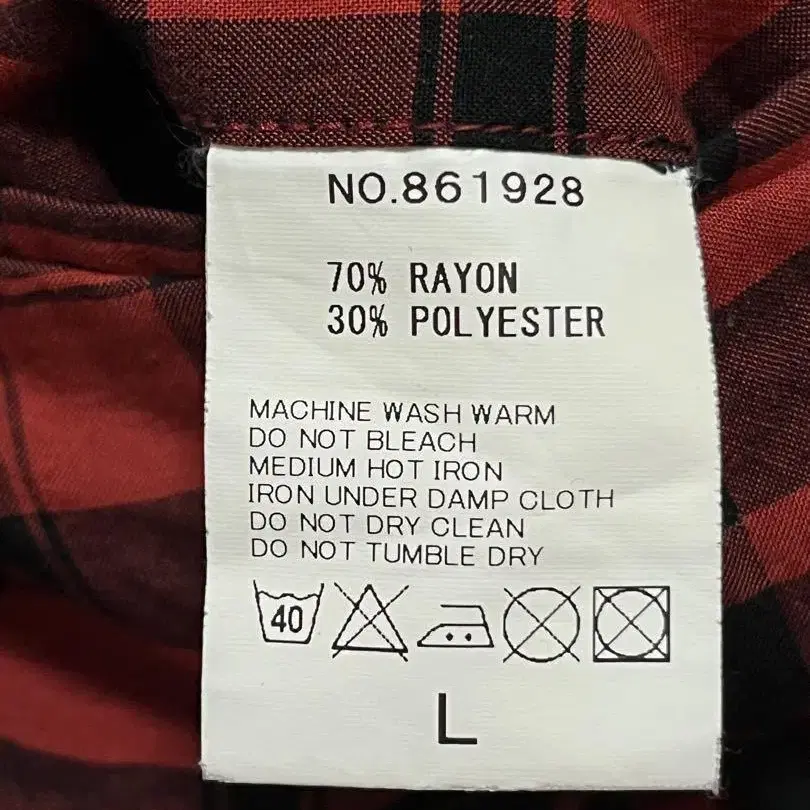 NO.861928
70% RAYON
30% POLYESTER
MACHINE WASH WARM
DO NOT BLEACH
MEDIUM HOT IRON
IRON UNDER DAMP CLOTH
DO NOT DRY CLEAN
DO NOT TUMBLE DRY
40
L